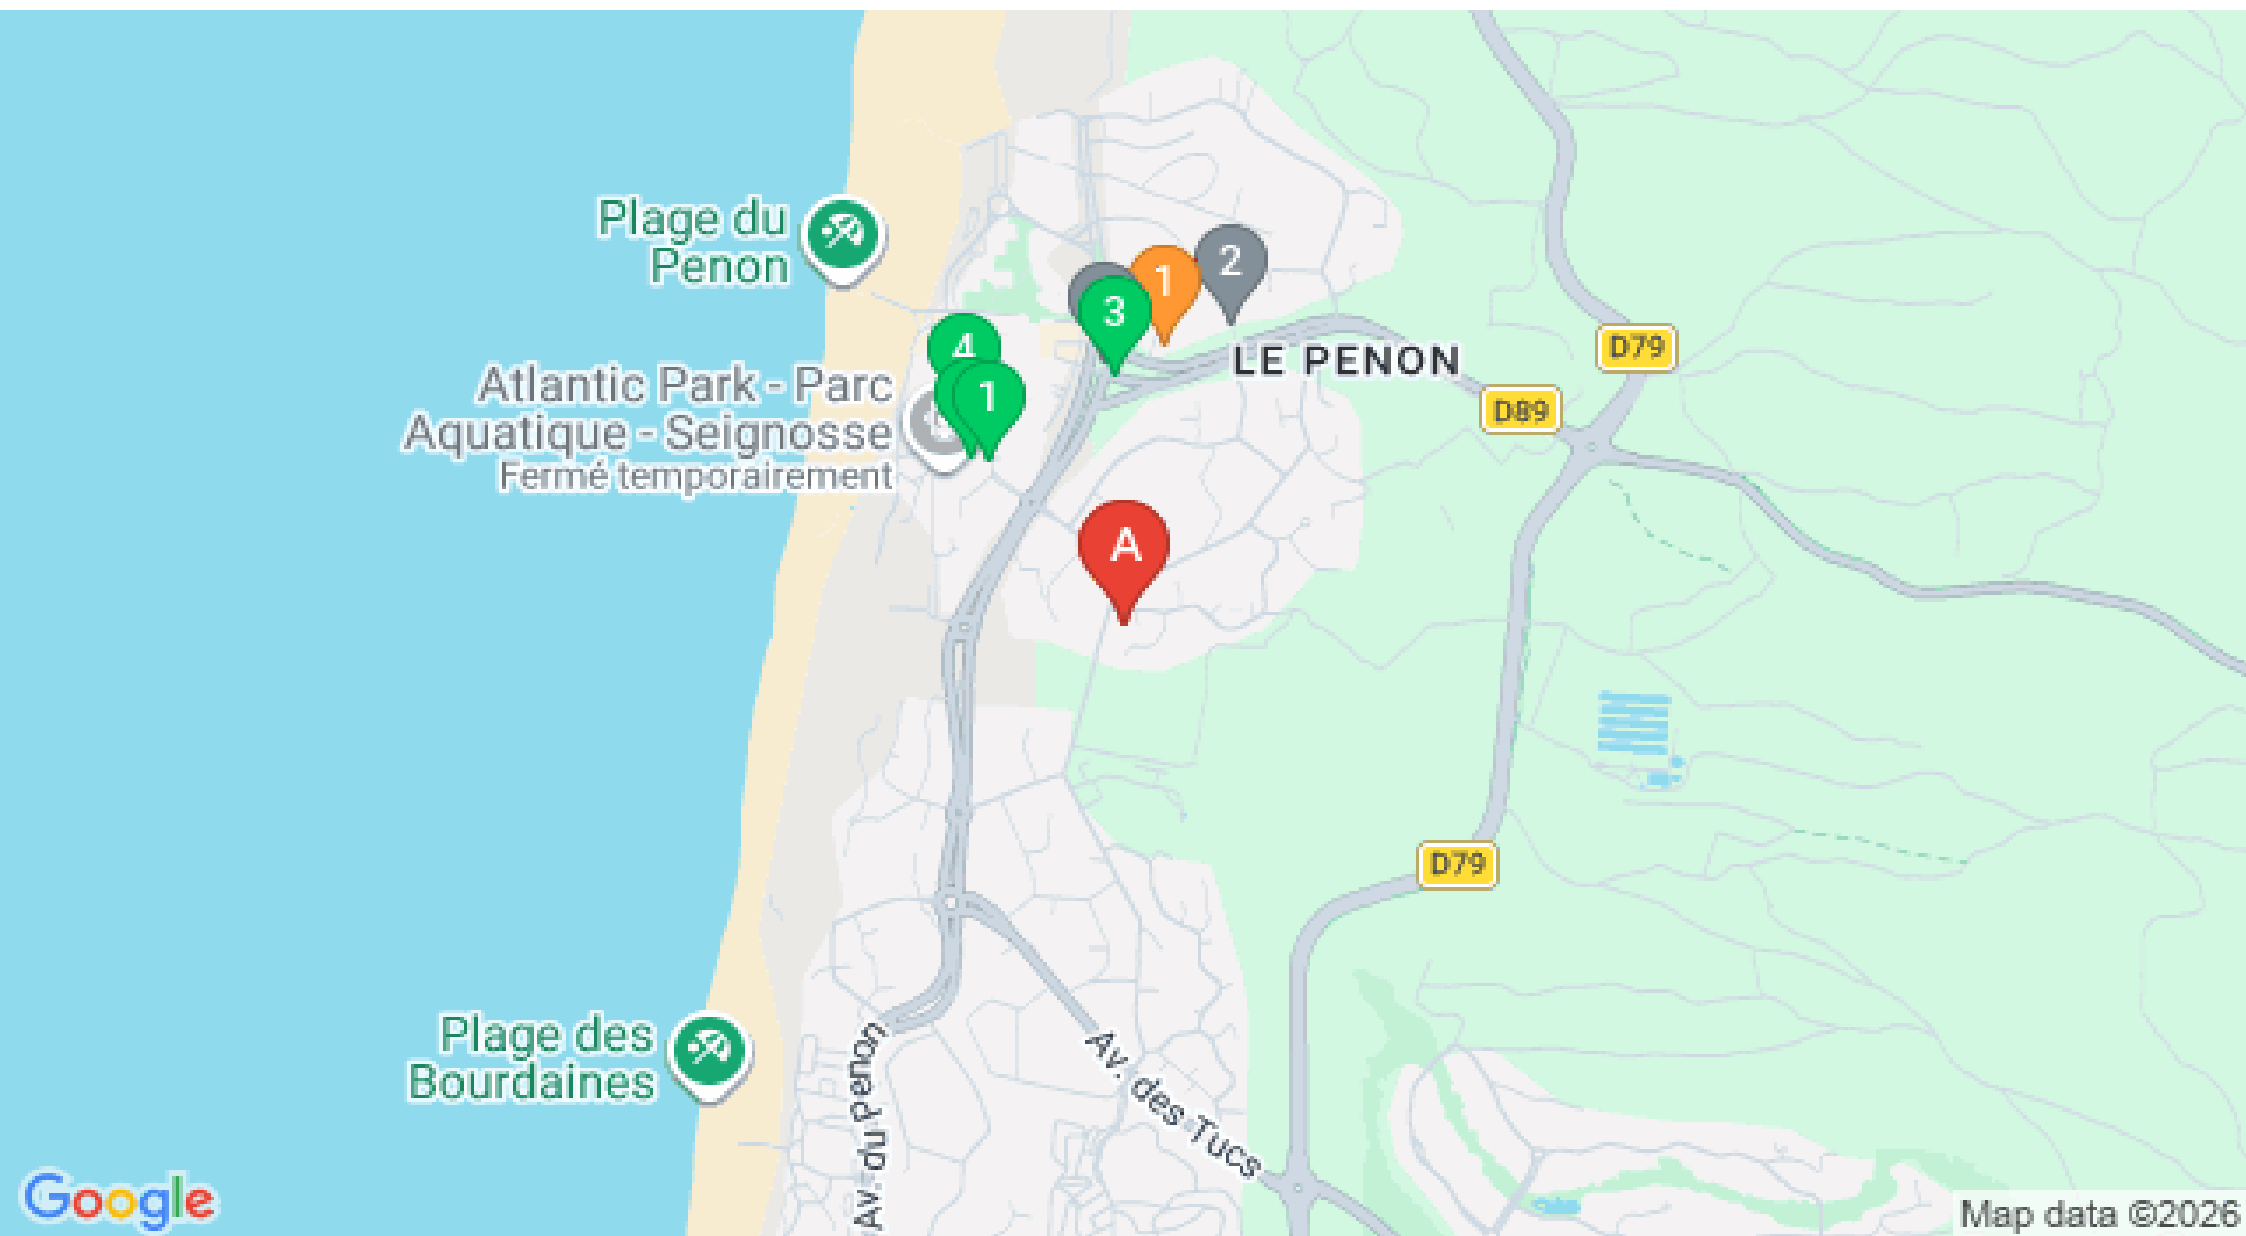 Plage du
Penon
2
1
3
4
1
A
Atlantic Park - Parc
Aquatique - Seignosse
Fermé temporairement
LE PENON
D79
D89
D79
Plage des
Bourdaines
Av. du Penon
Av. des Tucs
Google
Map data ©2026